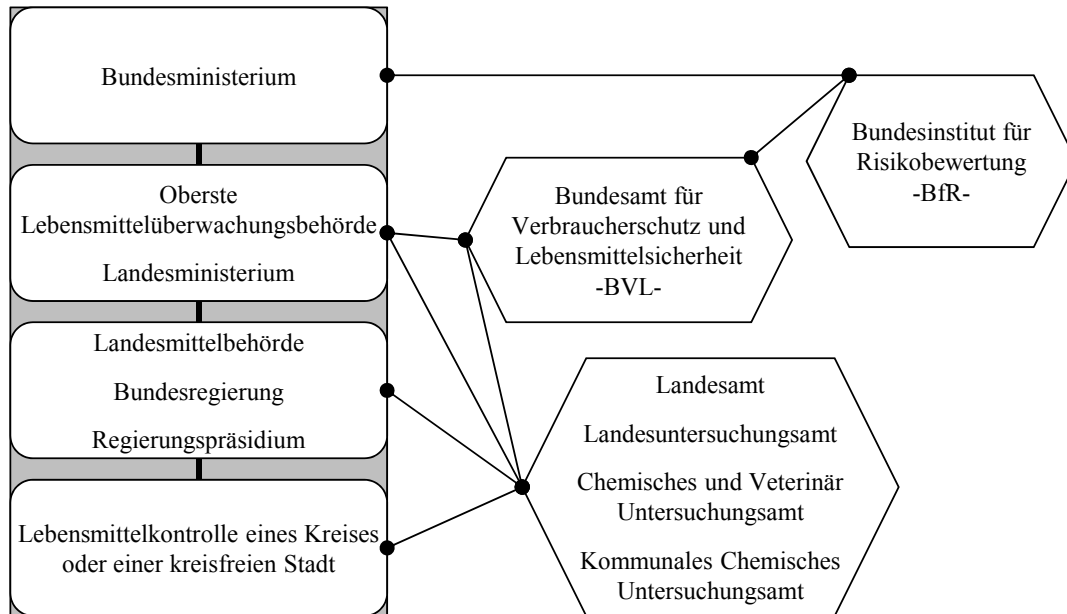 Bundesministerium
Oberste
Lebensmittelüberwachungsbehörde
Landesministerium
Landesmittelbehörde
Bundesregierung
Regierungspräsidium
Lebensmittelkontrolle eines Kreises
oder einer kreisfreien Stadt
Bundesamt für
Verbraucherschutz und
Lebensmittelsicherheit
-BVL-
Bundesinstitut für
Risikobewertung
-BfR-
Landesamt
Landesuntersuchungsamt
Chemisches und Veterinär
Untersuchungsamt
Kommunales Chemisches
Untersuchungsamt